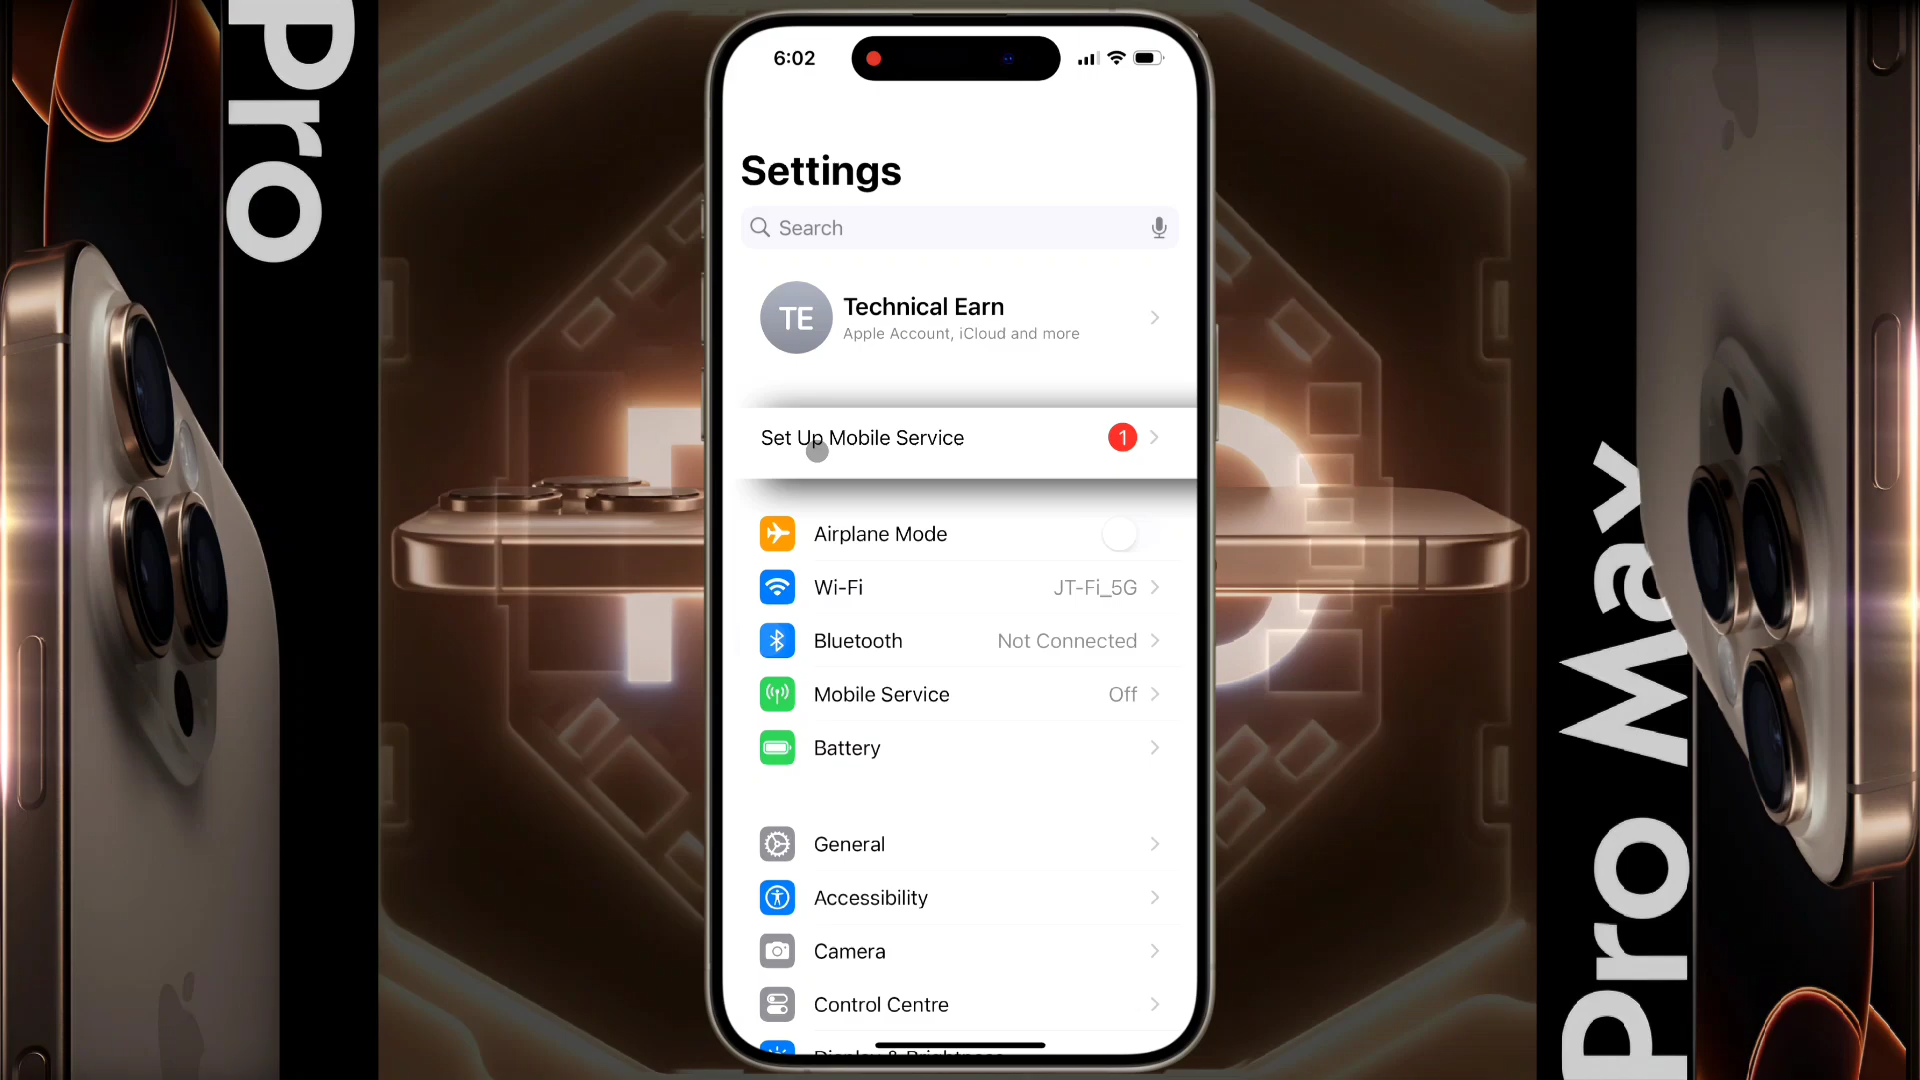 Pro
6:02
Settings
Search
TE
Technical Earn
Apple Account, iCloud and more
Set Up Mobile Service 1
Airplane Mode
Wi-Fi JT-Fi_5G
Bluetooth Not Connected
Mobile Service Off
Battery
General
Accessibility
Camera
Control Centre
Display & Brightness
Pro Max